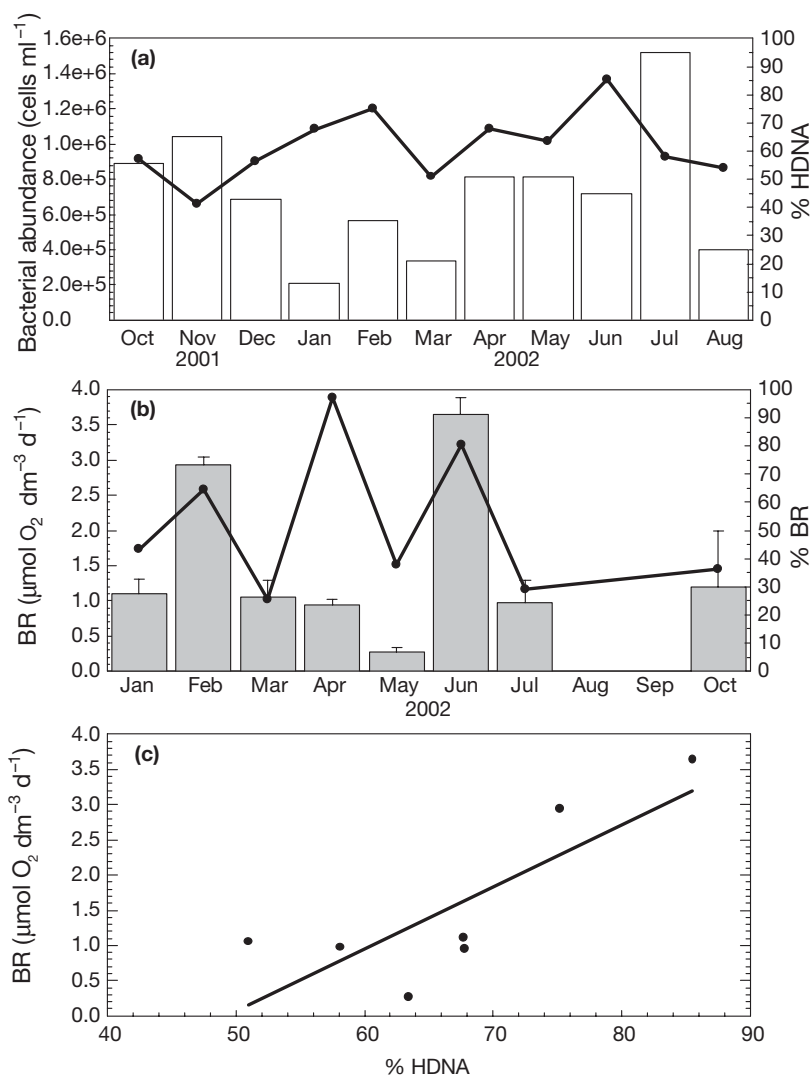 (a)
Bacterial abundance (cells ml⁻¹)
1.6e+6
1.4e+6
1.2e+6
1.0e+6
8.0e+5
6.0e+5
4.0e+5
2.0e+5
0.0
100
90
80
70
60
50
40
30
20
10
0
% HDNA
Oct Nov Dec Jan Feb Mar Apr May Jun Jul Aug
2001 2002
(b)
BR (µmol O₂ dm⁻³ d⁻¹)
4.0
3.5
3.0
2.5
2.0
1.5
1.0
0.5
0.0
100
90
80
70
60
50
40
30
20
10
0
% BR
Jan Feb Mar Apr May Jun Jul Aug Sep Oct
2002
(c)
BR (µmol O₂ dm⁻³ d⁻¹)
4.0
3.5
3.0
2.5
2.0
1.5
1.0
0.5
0.0
40 50 60 70 80 90
% HDNA